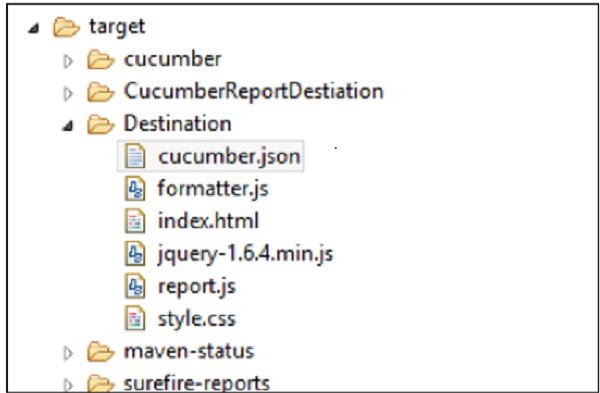 target
cucumber
CucumberReportDestiation
Destination
cucumber.json
formatter.js
index.html
jquery-1.6.4.min.js
report.js
style.css
maven-status
surefire-reports